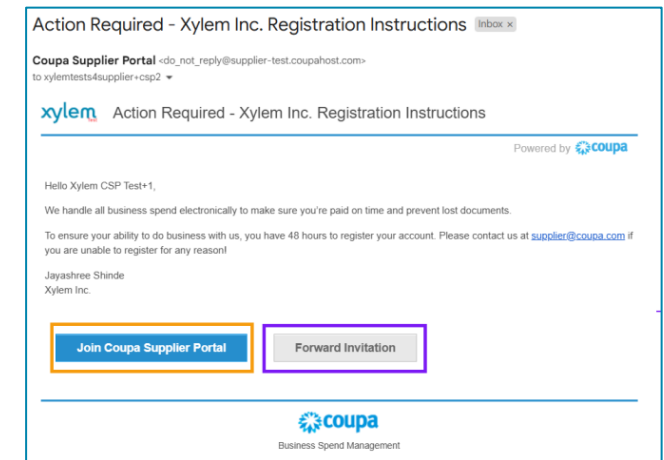 Action Required - Xylem Inc. Registration Instructions Inbox ×
Coupa Supplier Portal <do_not_reply@supplier-test.coupahost.com>
to xylemtests4supplier+csp2
xylem Action Required - Xylem Inc. Registration Instructions
Powered by coupa
Hello Xylem CSP Test+1,
We handle all business spend electronically to make sure you're paid on time and prevent lost documents.
To ensure your ability to do business with us, you have 48 hours to register your account. Please contact us at supplier@coupa.com if
you are unable to register for any reason!
Jayashree Shinde
Xylem Inc.
Join Coupa Supplier Portal Forward Invitation
coupa
Business Spend Management